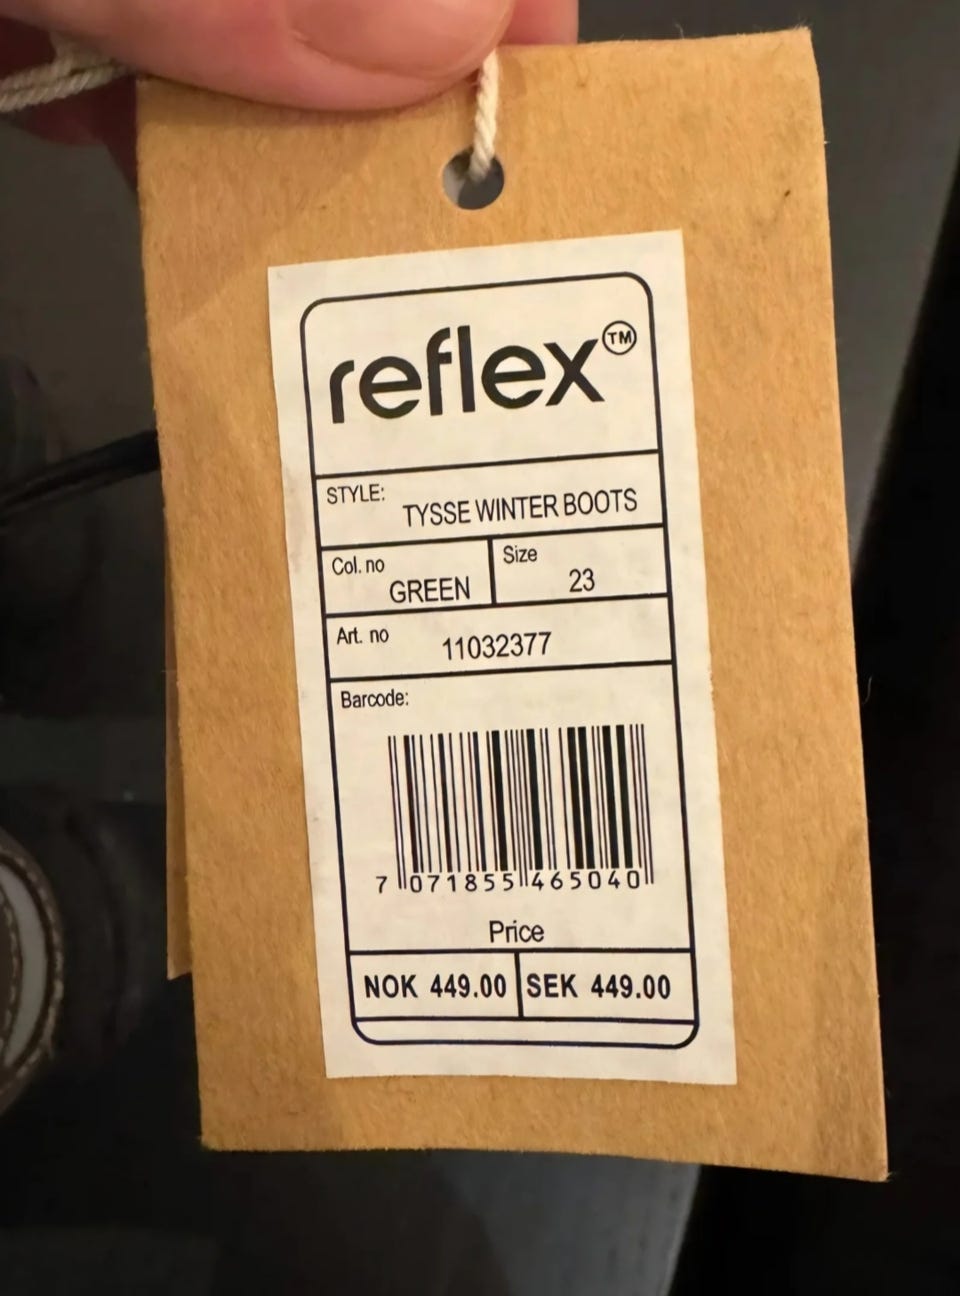 reflex™
STYLE: TYSSE WINTER BOOTS
Col. no GREEN Size 23
Art. no 11032377
Barcode:
7 071855 465040
Price
NOK 449.00 SEK 449.00